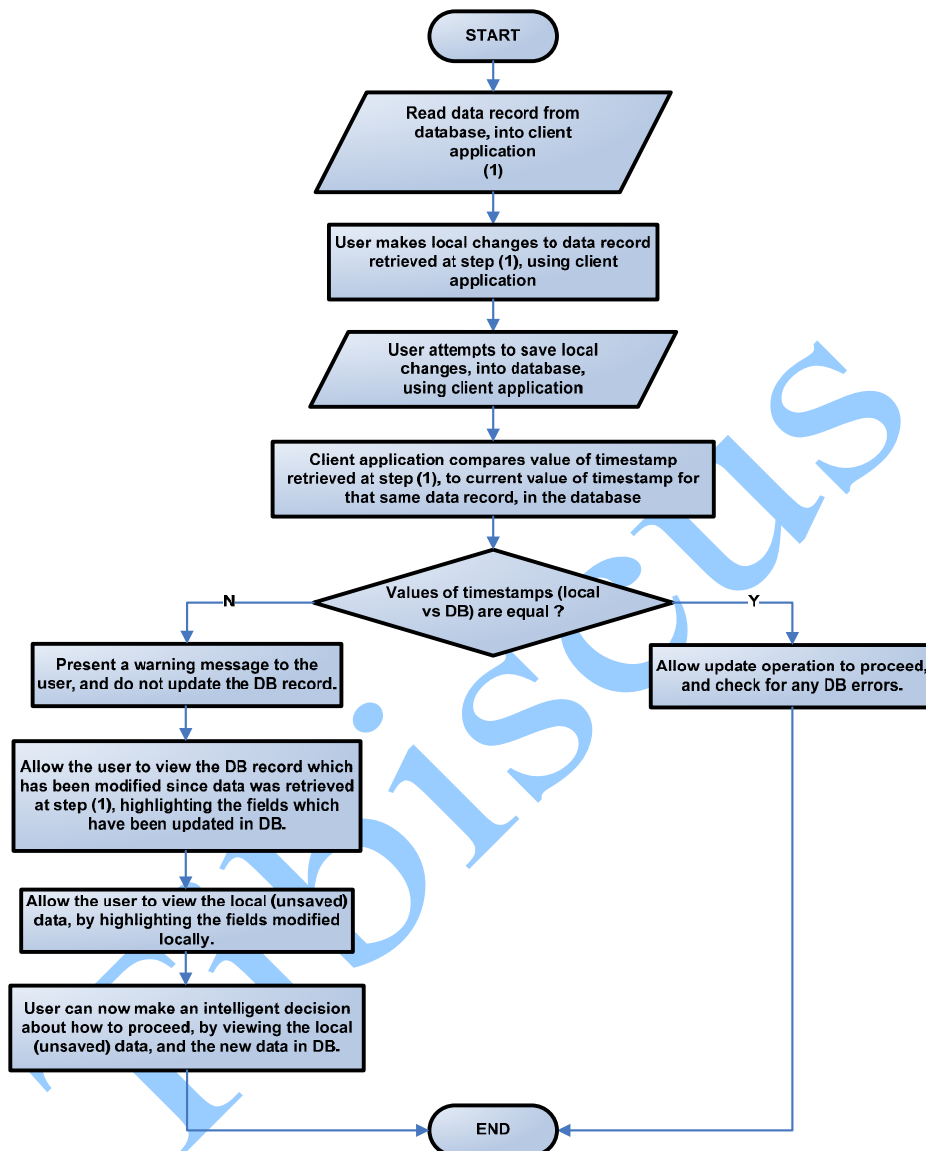 START
Read data record from
database, into client
application
(1)
User makes local changes to data record
retrieved at step (1), using client
application
User attempts to save local
changes, into database,
using client application
Client application compares value of timestamp
retrieved at step (1), to current value of timestamp for
that same data record, in the database
Values of timestamps (local
vs DB) are equal ?
N
Y
Present a warning message to the
user, and do not update the DB record.
Allow update operation to proceed,
and check for any DB errors.
Allow the user to view the DB record which
has been modified since data was retrieved
at step (1), highlighting the fields which
have been updated in DB.
Allow the user to view the local (unsaved)
data, by highlighting the fields modified
locally.
User can now make an intelligent decision
about how to proceed, by viewing the local
(unsaved) data, and the new data in DB.
END
Tibiscus